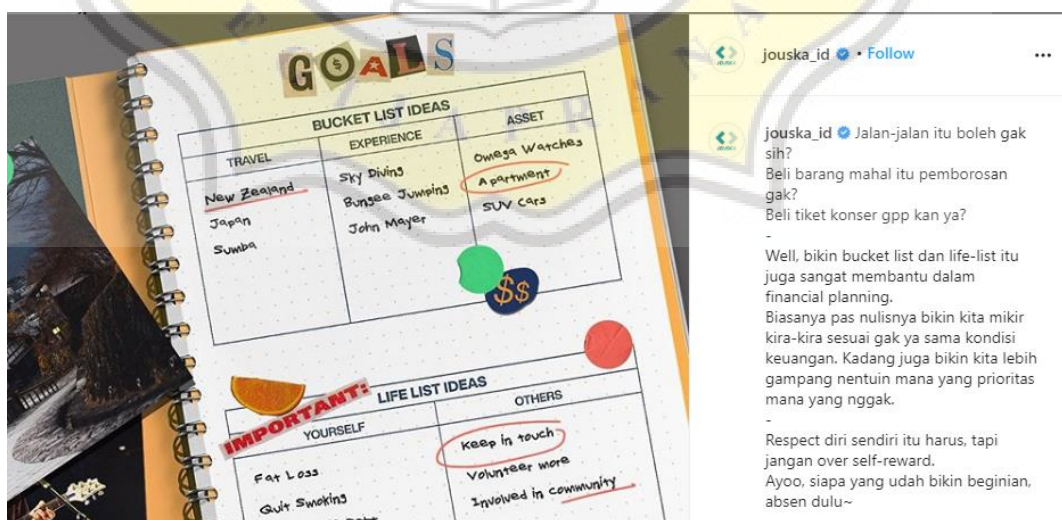 GOALS
BUCKET LIST IDEAS
TRAVEL
EXPERIENCE
ASSET
New Zealand
Japan
Sumba
Sky Diving
Bungee Jumping
John Mayer
Omega Watches
Apartment
SUV Cars
$$
IMPORTANT:
LIFE LIST IDEAS
YOURSELF
OTHERS
Fat Loss
Quit Smoking
Keep in touch
Volunteer more
Involved in community
jouska_id • Follow
...
jouska_id Jalan-jalan itu boleh gak
sih?
Beli barang mahal itu pemborosan
gak?
Beli tiket konser gpp kan ya?
-
Well, bikin bucket list dan life-list itu
juga sangat membantu dalam
financial planning.
Biasanya pas nulisnya bikin kita mikir
kira-kira sesuai gak ya sama kondisi
keuangan. Kadang juga bikin kita lebih
gampang nentuin mana yang prioritas
mana yang nggak.
-
Respect diri sendiri itu harus, tapi
jangan over self-reward.
Ayoo, siapa yang udah bikin beginian,
absen dulu~